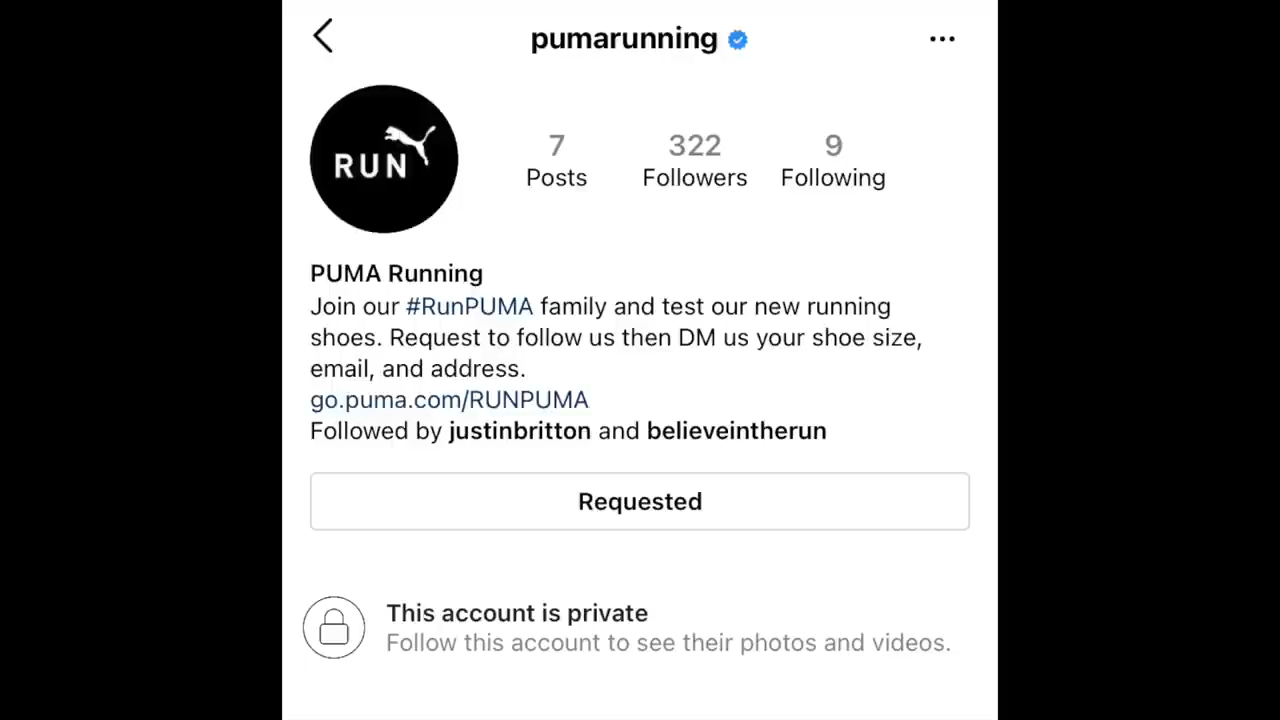 pumarunning
RUN
7 322 9
Posts Followers Following
PUMA Running
Join our #RunPUMA family and test our new running
shoes. Request to follow us then DM us your shoe size,
email, and address.
go.puma.com/RUNPUMA
Followed by justinbritton and believeintherun
Requested
This account is private
Follow this account to see their photos and videos.